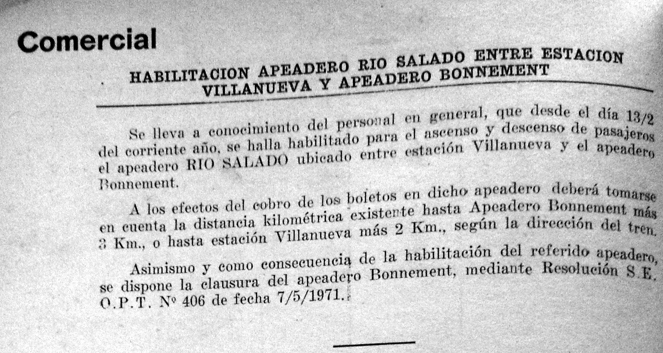 Comercial
HABILITACION APEADERO RIO SALADO ENTRE ESTACION
VILLANUEVA Y APEADERO BONNEMENT
Se lleva a conocimiento del personal en general, que desde el día 13/2
del corriente año, se halla habilitado para el ascenso y descenso de pasajeros
el apeadero RIO SALADO ubicado entre estación Villanueva y el apeadero
Bonnement.
A los efectos del cobro de los boletos en dicho apeadero deberá tomarse
en cuenta la distancia kilométrica existente hasta Apeadero Bonnement más
3 Km., o hasta estación Villanueva más 2 Km., según la dirección del tren.
Asimismo y como consecuencia de la habilitación del referido apeadero,
se dispone la clausura del apeadero Bonnement, mediante Resolución S.E.
O.P.T. Nº 406 de fecha 7/5/1971.